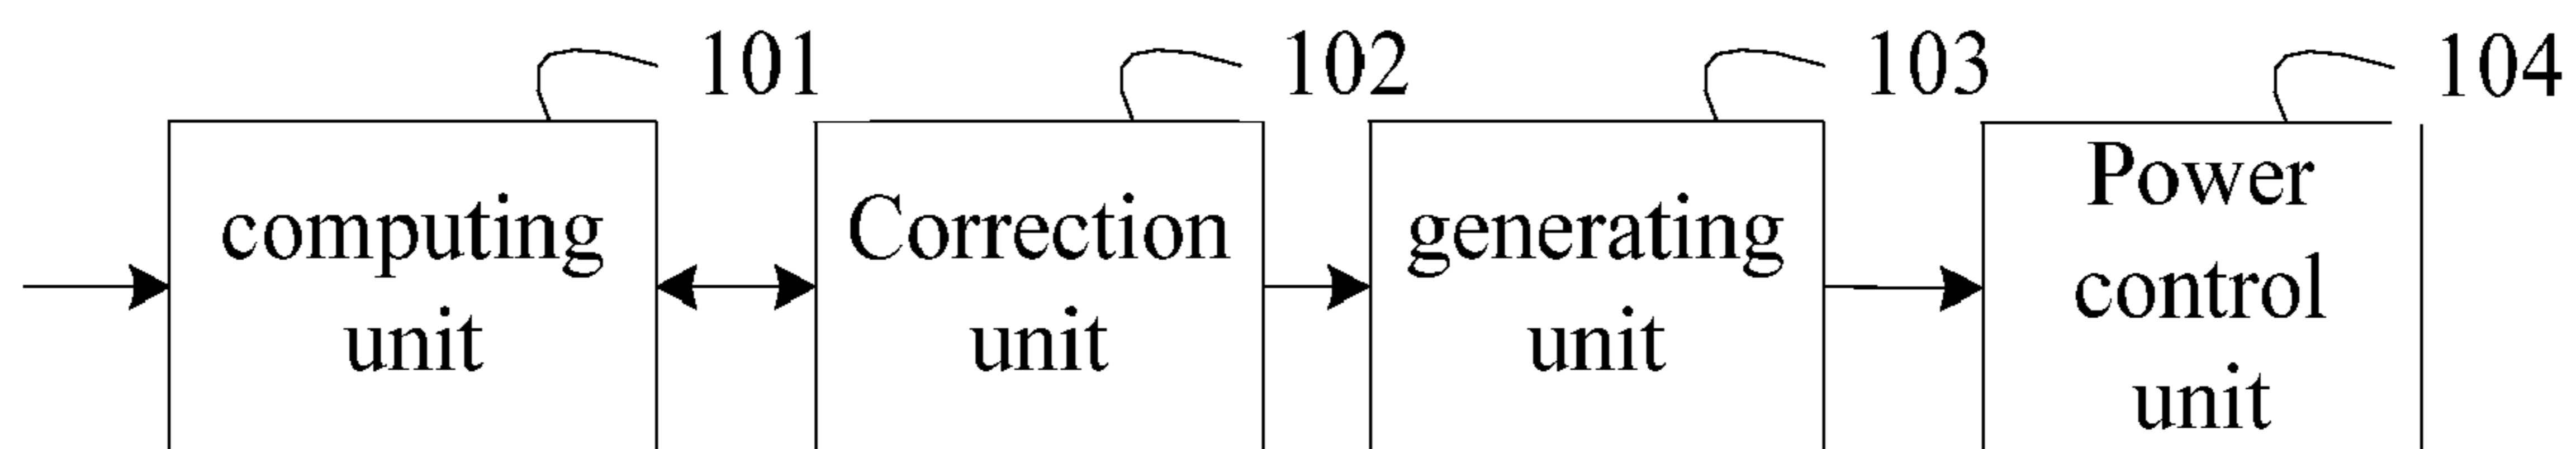 101
102
103
104
computing
unit
Correction
unit
generating
unit
Power
control
unit